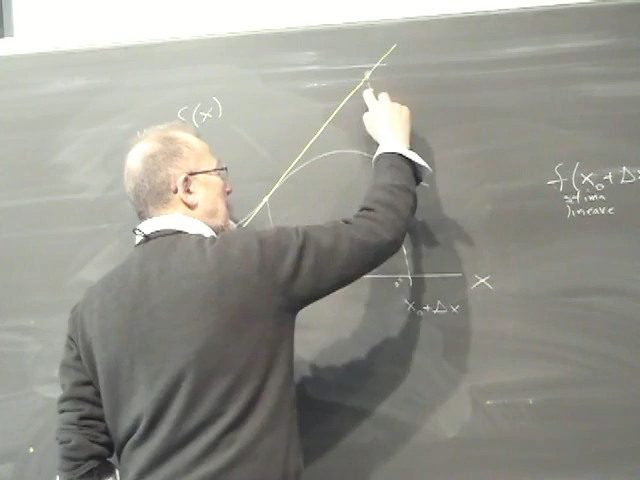 (x)
f(x₀+Δx
stima
lineare
x
x₀+Δx